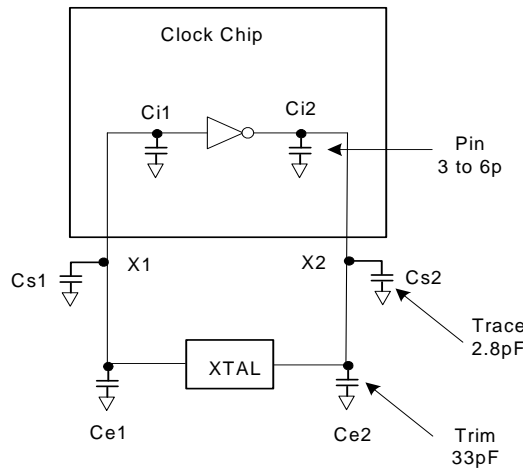 Clock Chip
Ci1
Ci2
Pin
3 to 6p
X1
X2
Cs1
Cs2
Trace
2.8pF
XTAL
Ce1
Ce2
Trim
33pF